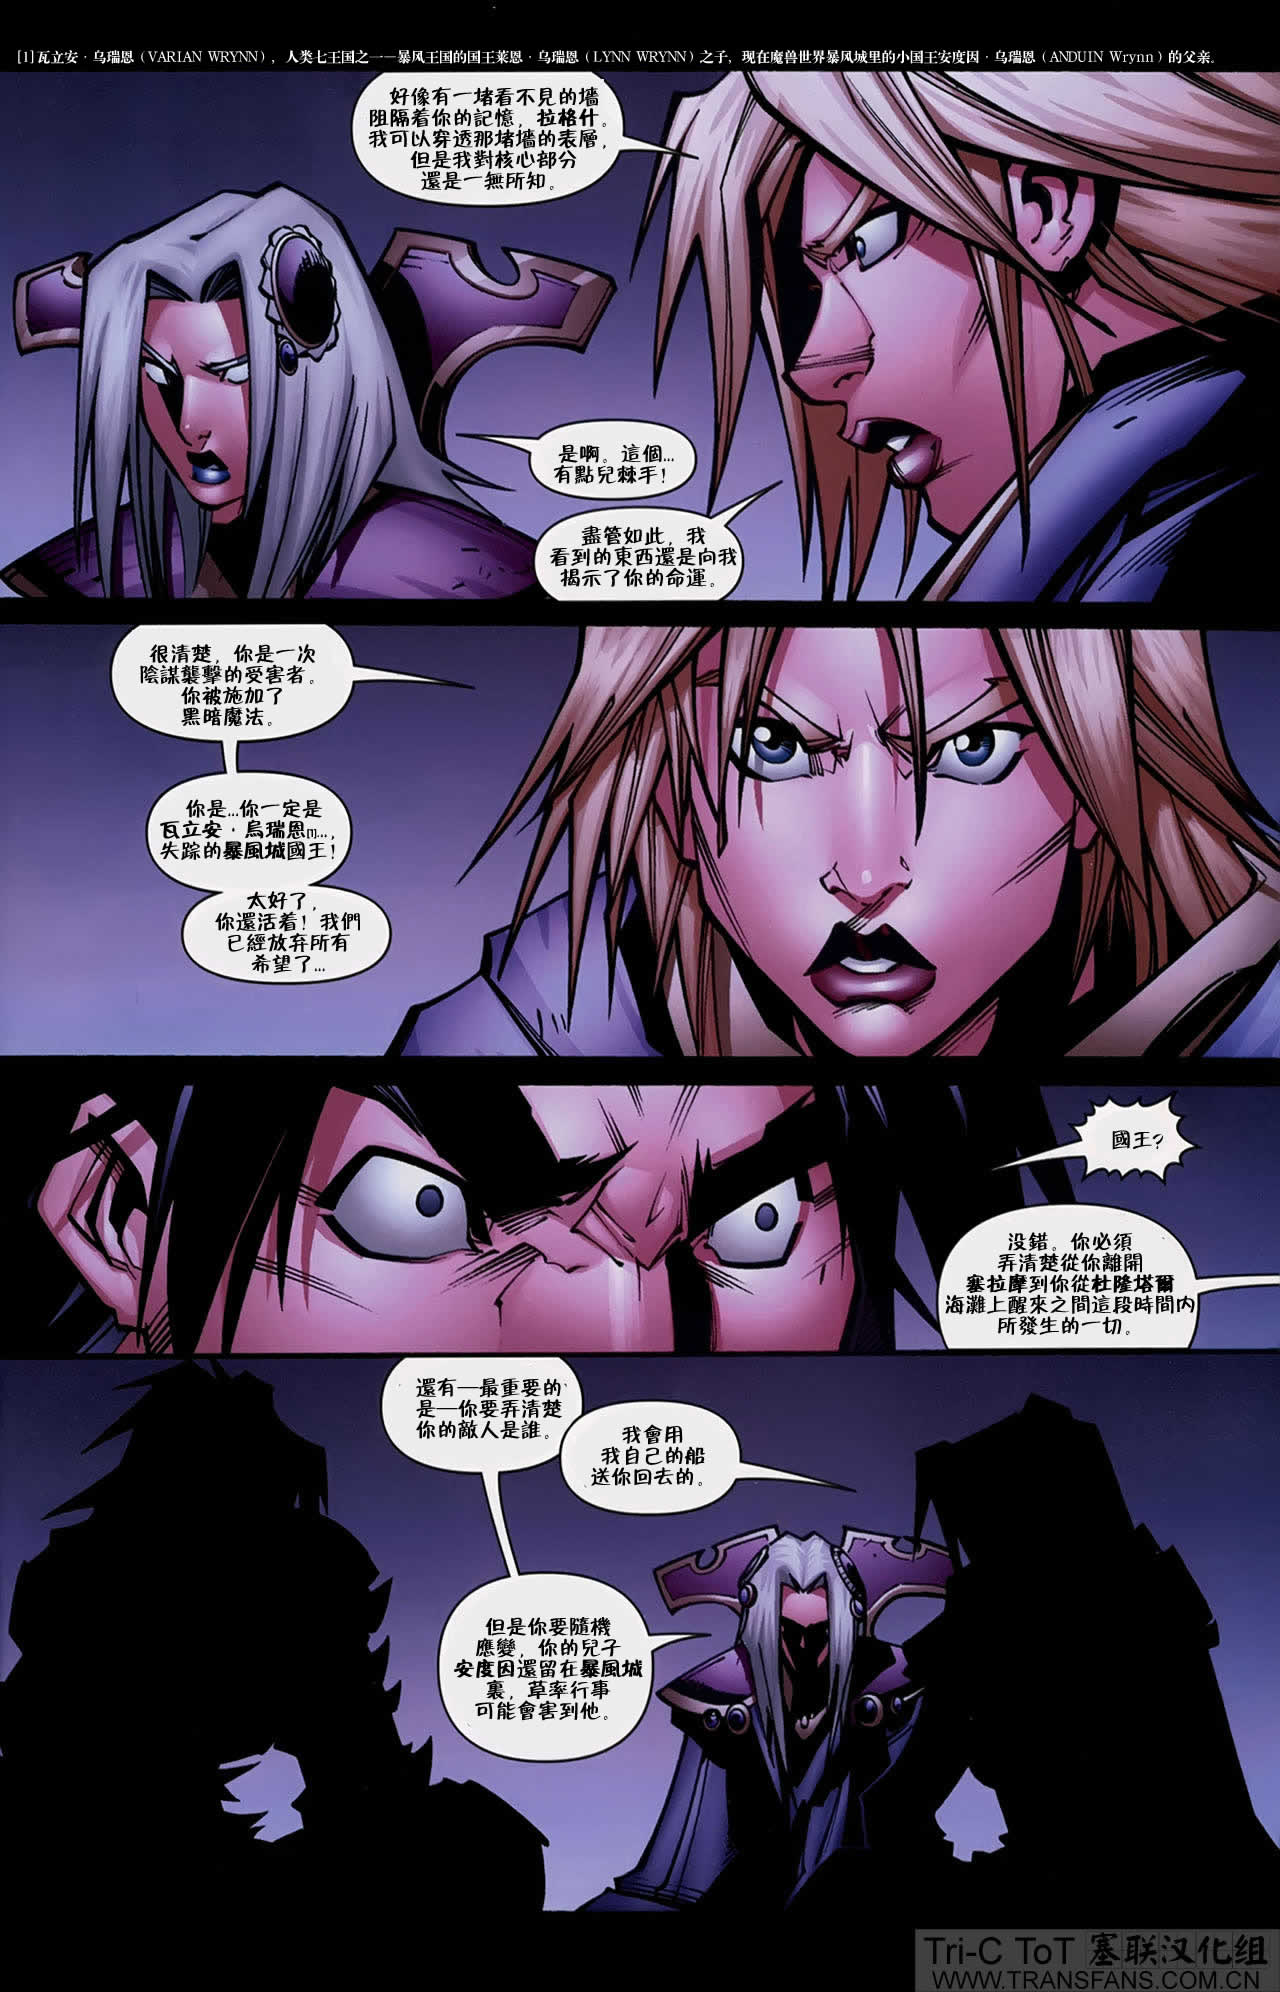 [1]瓦立安·乌瑞恩（VARIAN WRYNN），人类七王国之一—暴风王国的国王莱恩·乌瑞恩（LYNN WRYNN）之子，现在魔兽世界暴风城里的小国王安度因·乌瑞恩（ANDUIN Wrynn）的父亲。
好像有一堵看不見的墻
阻隔着你的記憶，拉格什。
我可以穿透那堵墻的表層，
但是我對核心部分
還是一無所知。
是啊。這個...
有點兒棘手！
盡管如此，我
看到的東西還是向我
揭示了你的命運。
很清楚，你是一次
陰謀襲擊的受害者。
你被施加了
黑暗魔法。
你是...你一定是
瓦立安·烏瑞恩[1]...，
失踪的暴風城國王！
太好了，
你還活着！我們
已經放弃所有
希望了...
國王？
没錯。你必須
弄清楚從你離開
塞拉摩到你從杜隆塔爾
海灘上醒來之間這段時間内
所發生的一切。
還有—最重要的
是—你要弄清楚
你的敵人是誰。
我會用
我自己的船
送你回去的。
但是你要隨機
應變，你的兒子
安度因還留在暴風城
裏，草率行事
可能會害到他。
Tri-C ToT 塞联汉化组
WWW.TRANSFANS.COM.CN